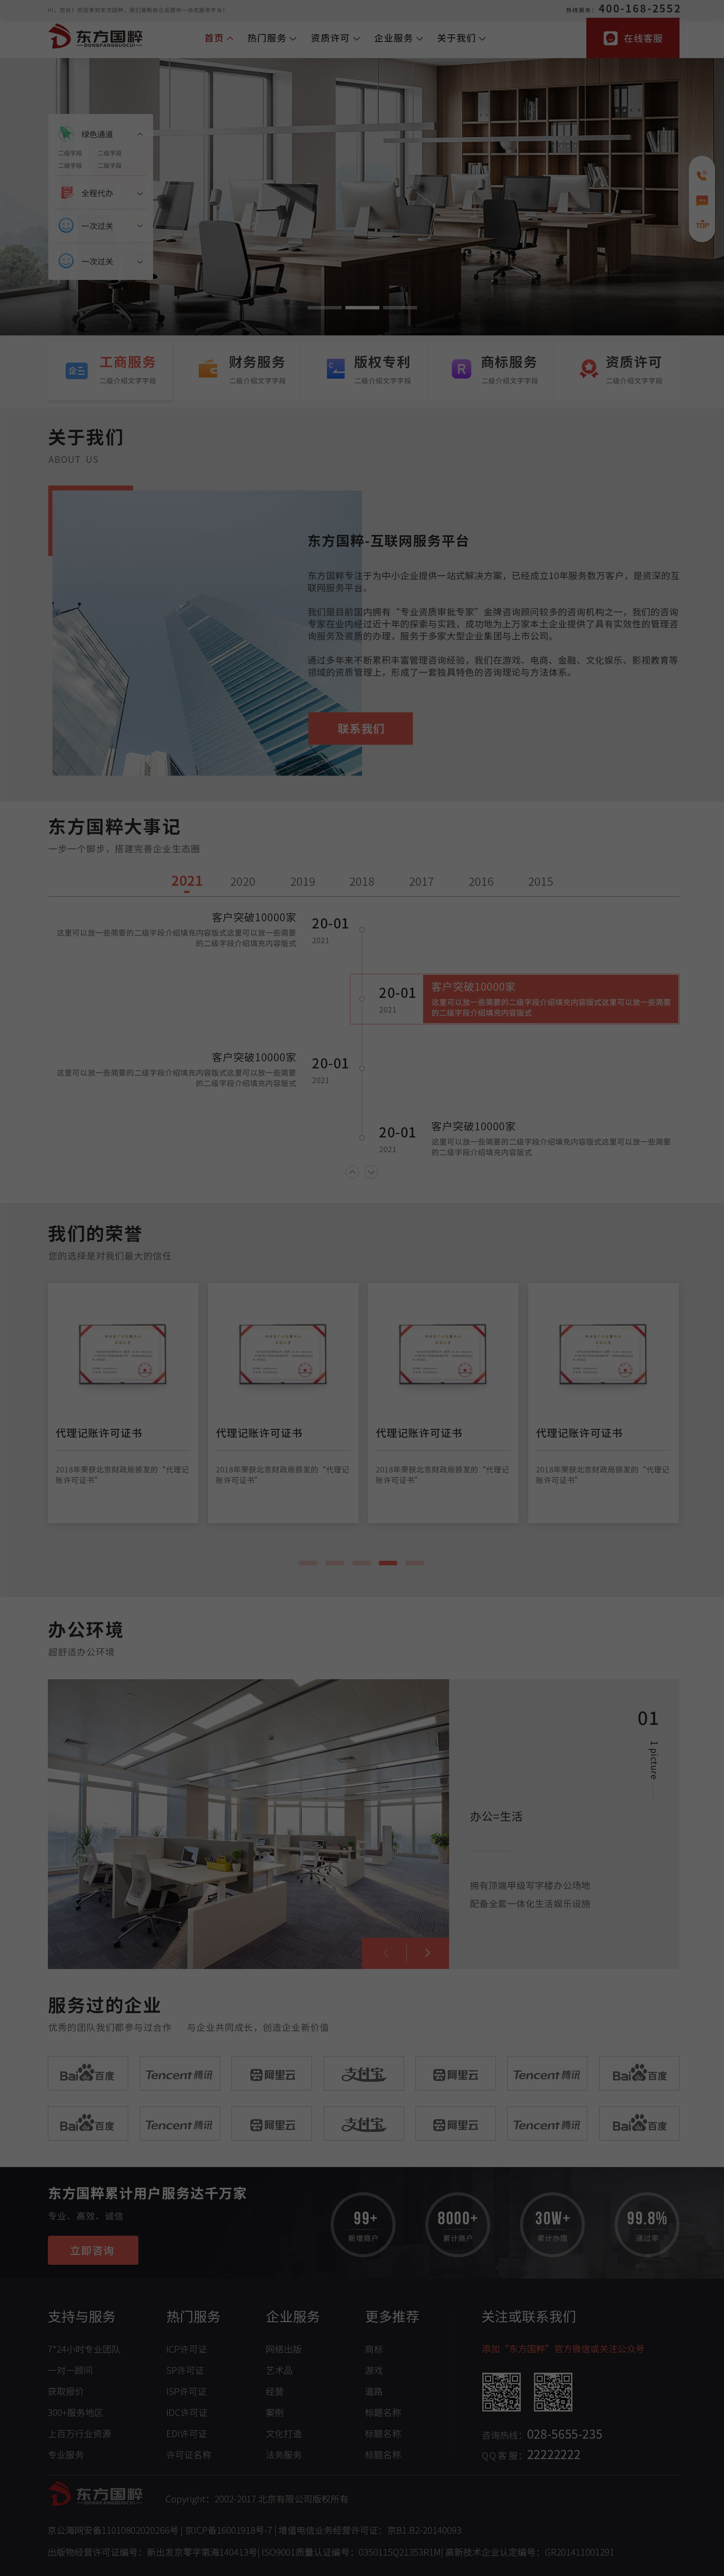 Hi，您好！欢迎来到东方国粹，我们是帮助企业提供一站式服务平台！
热线服务：400-168-2552
东方国粹
DONGFANGGUOCUI
首页 热门服务 资质许可 企业服务 关于我们
在线客服
绿色通道
二级字段 二级字段
二级字段 二级字段
全程代办
一次过关
一次过关
TOP
工商服务 财务服务 版权专利 商标服务 资质许可
二级介绍文字字段 二级介绍文字字段 二级介绍文字字段 二级介绍文字字段 二级介绍文字字段
关于我们
ABOUT US
东方国粹-互联网服务平台
东方国粹专注于为中小企业提供一站式解决方案，已经成立10年服务数万客户，是资深的互
联网服务平台。
我们是目前国内拥有“专业资质审批专家”金牌咨询顾问较多的咨询机构之一，我们的咨询
专家在业内经过近十年的探索与实践，成功地为上万家本土企业提供了具有实效性的管理咨
询服务及资质的办理，服务于多家大型企业集团与上市公司。
通过多年来不断累积丰富管理咨询经验，我们在游戏、电商、金融、文化娱乐、影视教育等
领域的资质管理上，形成了一套独具特色的咨询理论与方法体系。
联系我们
东方国粹大事记
一步一个脚步，搭建完善企业生态圈
2021 2020 2019 2018 2017 2016 2015
客户突破10000家
这里可以放一些简要的二级字段介绍填充内容版式这里可以放一些简要
的二级字段介绍填充内容版式
20-01
2021
20-01
2021
客户突破10000家
这里可以放一些简要的二级字段介绍填充内容版式这里可以放一些简要
的二级字段介绍填充内容版式
客户突破10000家
这里可以放一些简要的二级字段介绍填充内容版式这里可以放一些简要
的二级字段介绍填充内容版式
20-01
2021
20-01
2021
客户突破10000家
这里可以放一些简要的二级字段介绍填充内容版式这里可以放一些简要
的二级字段介绍填充内容版式
我们的荣誉
您的选择是对我们最大的信任
代理记账许可证书 代理记账许可证书 代理记账许可证书 代理记账许可证书
2018年荣获北京财政局颁发的“代理记 2018年荣获北京财政局颁发的“代理记 2018年荣获北京财政局颁发的“代理记 2018年荣获北京财政局颁发的“代理记
账许可证书” 账许可证书” 账许可证书” 账许可证书”
办公环境
超舒适办公环境
01
1 picture
办公=生活
拥有顶端甲级写字楼办公场地
配备全套一体化生活娱乐设施
服务过的企业
优秀的团队我们都参与过合作 与企业共同成长，创造企业新价值
Bai百度 Tencent 腾讯 阿里云 支付宝 阿里云 Tencent 腾讯 Bai百度
Bai百度 Tencent 腾讯 阿里云 支付宝 阿里云 Tencent 腾讯 Bai百度
东方国粹累计用户服务达千万家
专业、高效、诚信
立即咨询
99+ 8000+ 30W+ 99.8%
新增商户 累计商户 累计办理 通过率
支持与服务 热门服务 企业服务 更多推荐 关注或联系我们
7*24小时专业团队 ICP许可证 网络出版 商标 添加“东方国粹”官方微信或关注公众号
一对一顾问 SP许可证 艺术品 游戏
获取报价 ISP许可证 经营 道路
300+服务地区 IDC许可证 案例 标题名称
上百万行业资源 EDI许可证 文化打造 标题名称 咨询热线：028-5655-235
专业服务 许可证名称 法务服务 标题名称 QQ客服：22222222
东方国粹
DONGFANGGUOCUI
Copyright：2002-2017 北京有限公司版权所有
京公海网安备11010802020266号 | 京ICP备16001918号-7 | 增值电信业务经营许可证：京B1.B2-20140093
出版物经营许可证编号：新出发京零字第海140413号| ISO9001质量认证编号：0350115Q21353R1M| 高新技术企业认定编号：GR201411001291